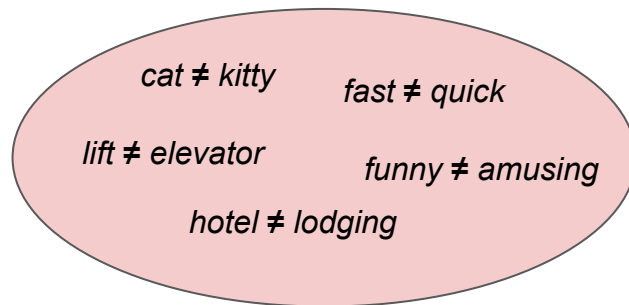 cat ≠ kitty
fast ≠ quick
lift ≠ elevator
funny ≠ amusing
hotel ≠ lodging